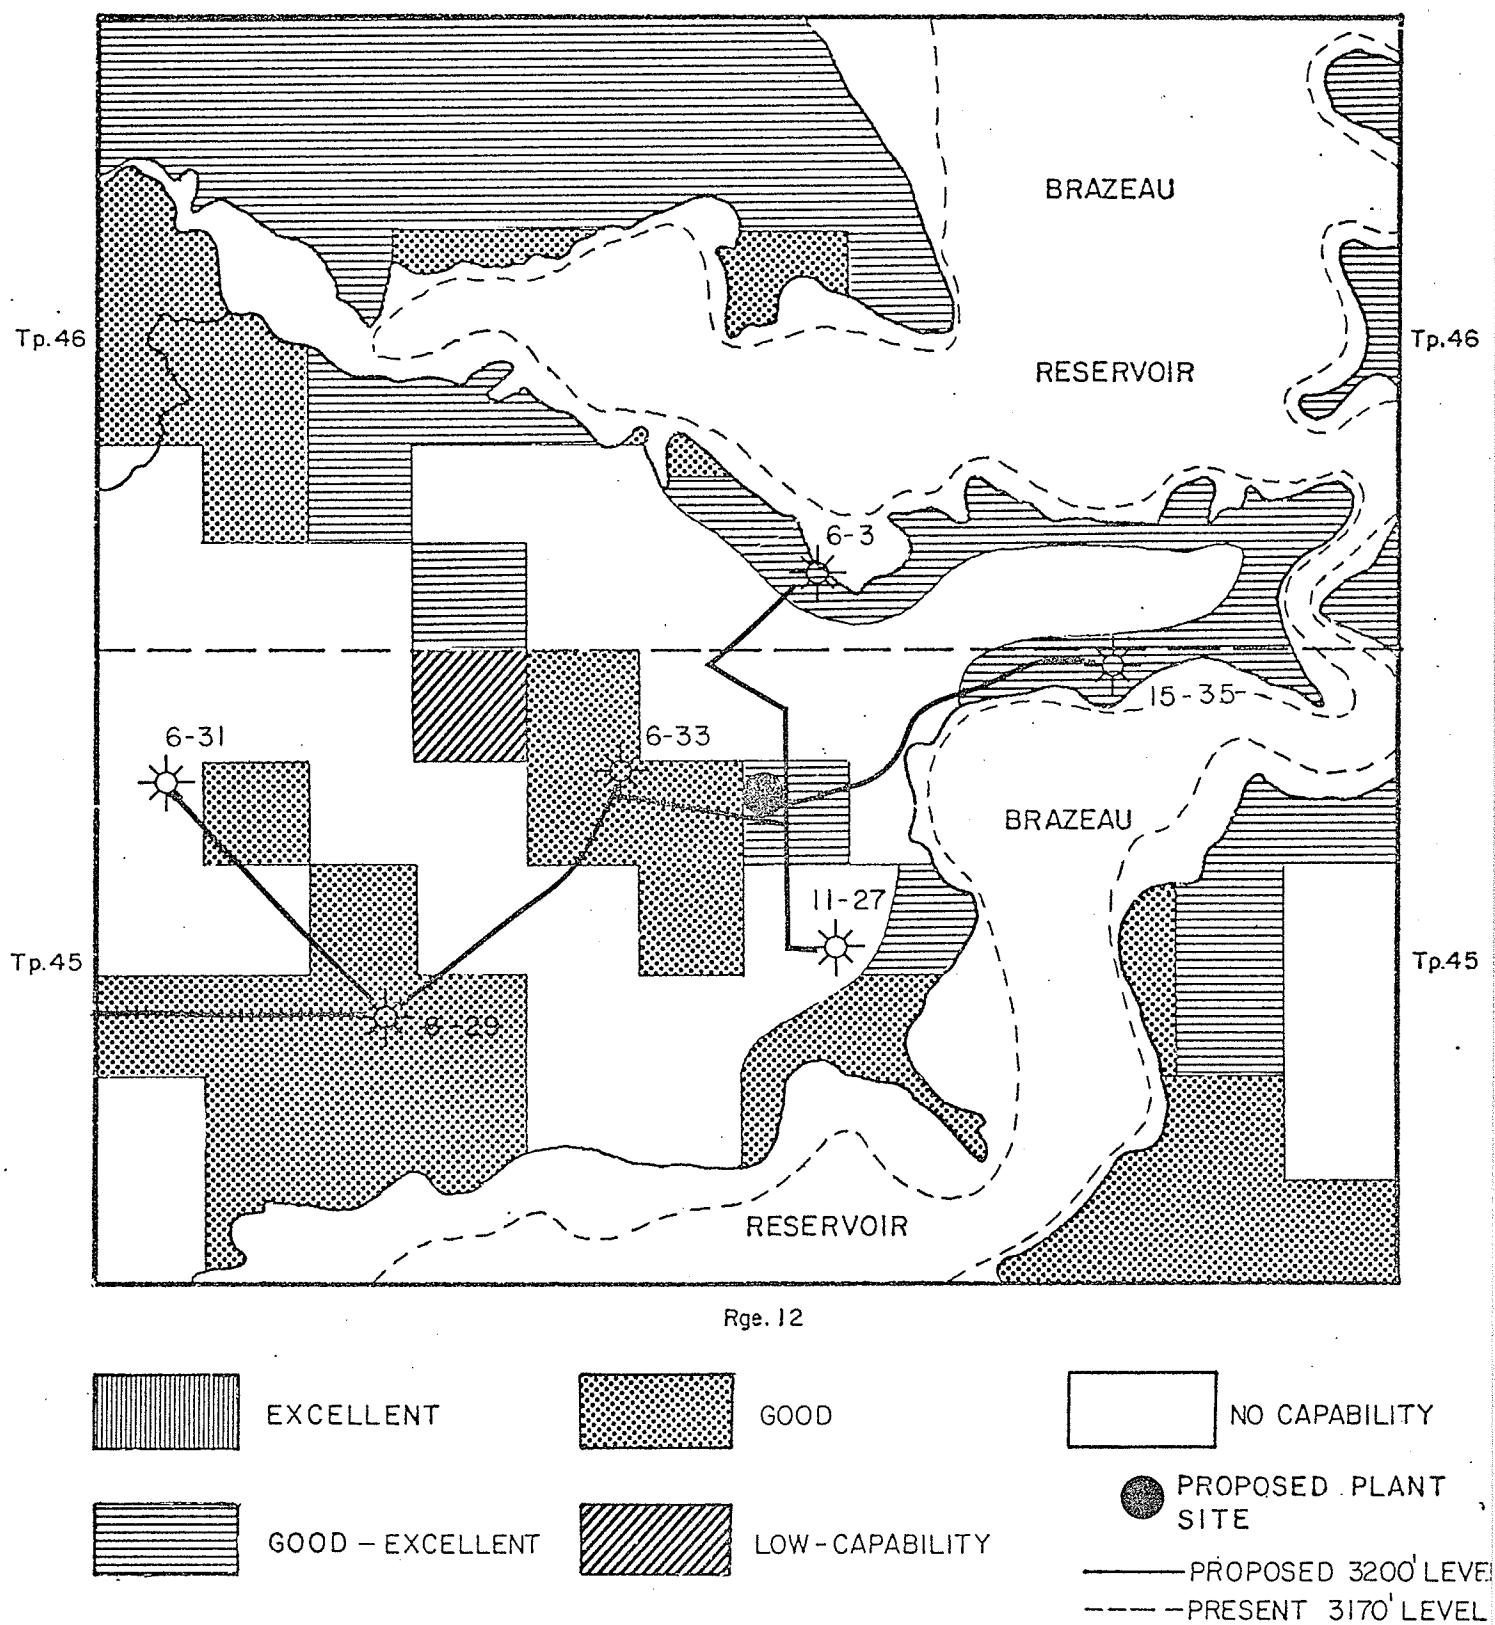 BRAZEAU
Tp.46
Tp.46
RESERVOIR
6-3
15-35
6-31
6-33
BRAZEAU
11-27
Tp.45
Tp.45
8-29
RESERVOIR
Rge. 12
EXCELLENT
GOOD
NO CAPABILITY
PROPOSED PLANT
SITE
GOOD - EXCELLENT
LOW-CAPABILITY
PROPOSED 3200' LEVE
PRESENT 3170' LEVEL